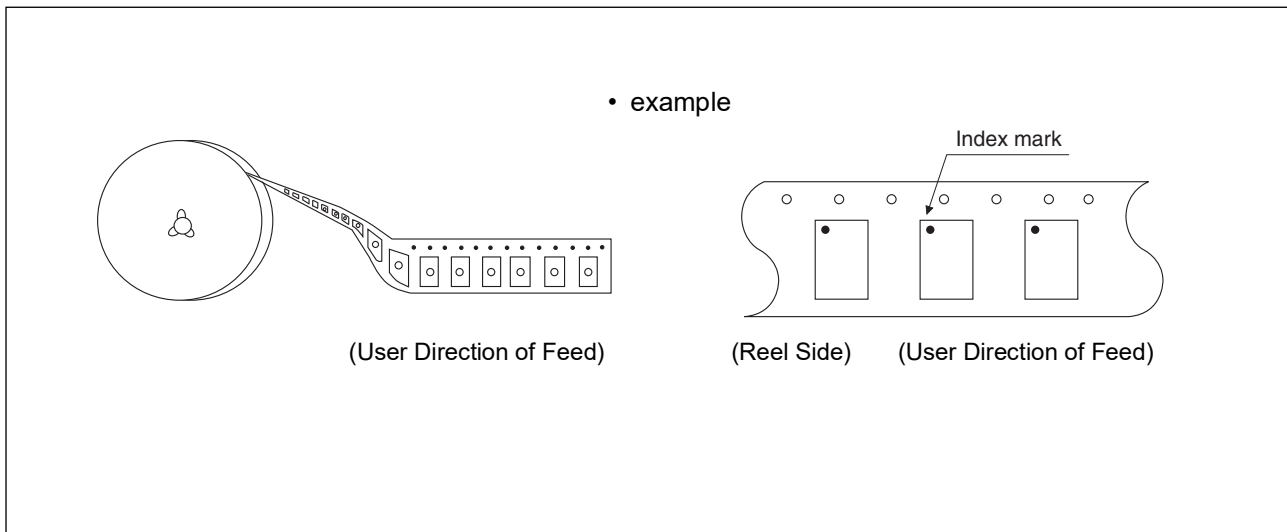 • example
Index mark
(User Direction of Feed)
(Reel Side)
(User Direction of Feed)